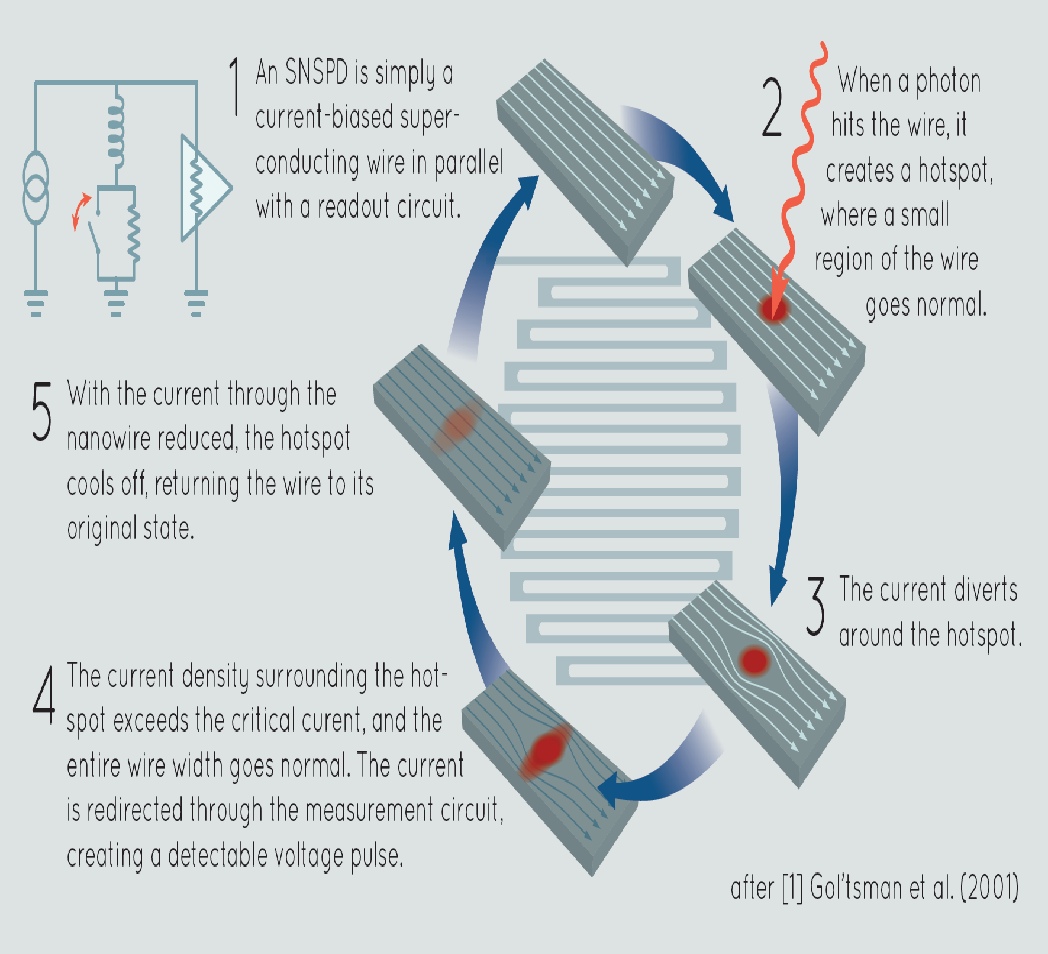 1 An SNSPD is simply a
current-biased super-
conducting wire in parallel
with a readout circuit.
2 When a photon
hits the wire, it
creates a hotspot,
where a small
region of the wire
goes normal.
3 The current diverts
around the hotspot.
4 The current density surrounding the hot-
spot exceeds the critical curent, and the
entire wire width goes normal. The current
is redirected through the measurement circuit,
creating a detectable voltage pulse.
5 With the current through the
nanowire reduced, the hotspot
cools off, returning the wire to its
original state.
after [1] Gol'tsman et al. (2001)